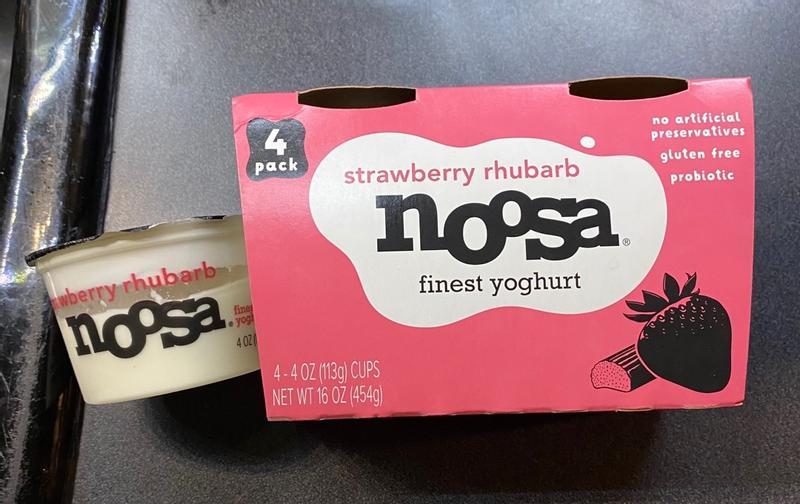 4
pack
strawberry rhubarb
noosa®
finest yoghurt
no artificial
preservatives
gluten free
probiotic
4 - 4 OZ (113g) CUPS
NET WT 16 OZ (454g)
rhubarb
noosa.
4 OZ